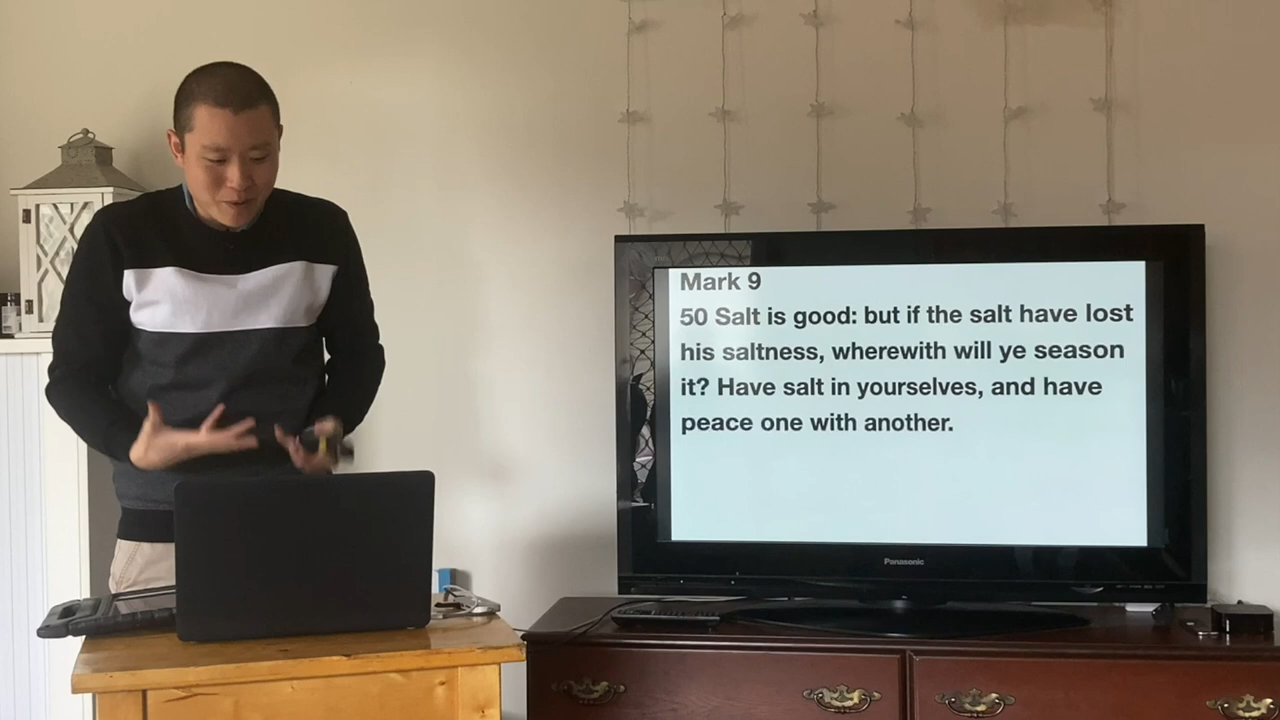 Mark 9
50 Salt is good: but if the salt have lost
his saltness, wherewith will ye season
it? Have salt in yourselves, and have
peace one with another.
Panasonic